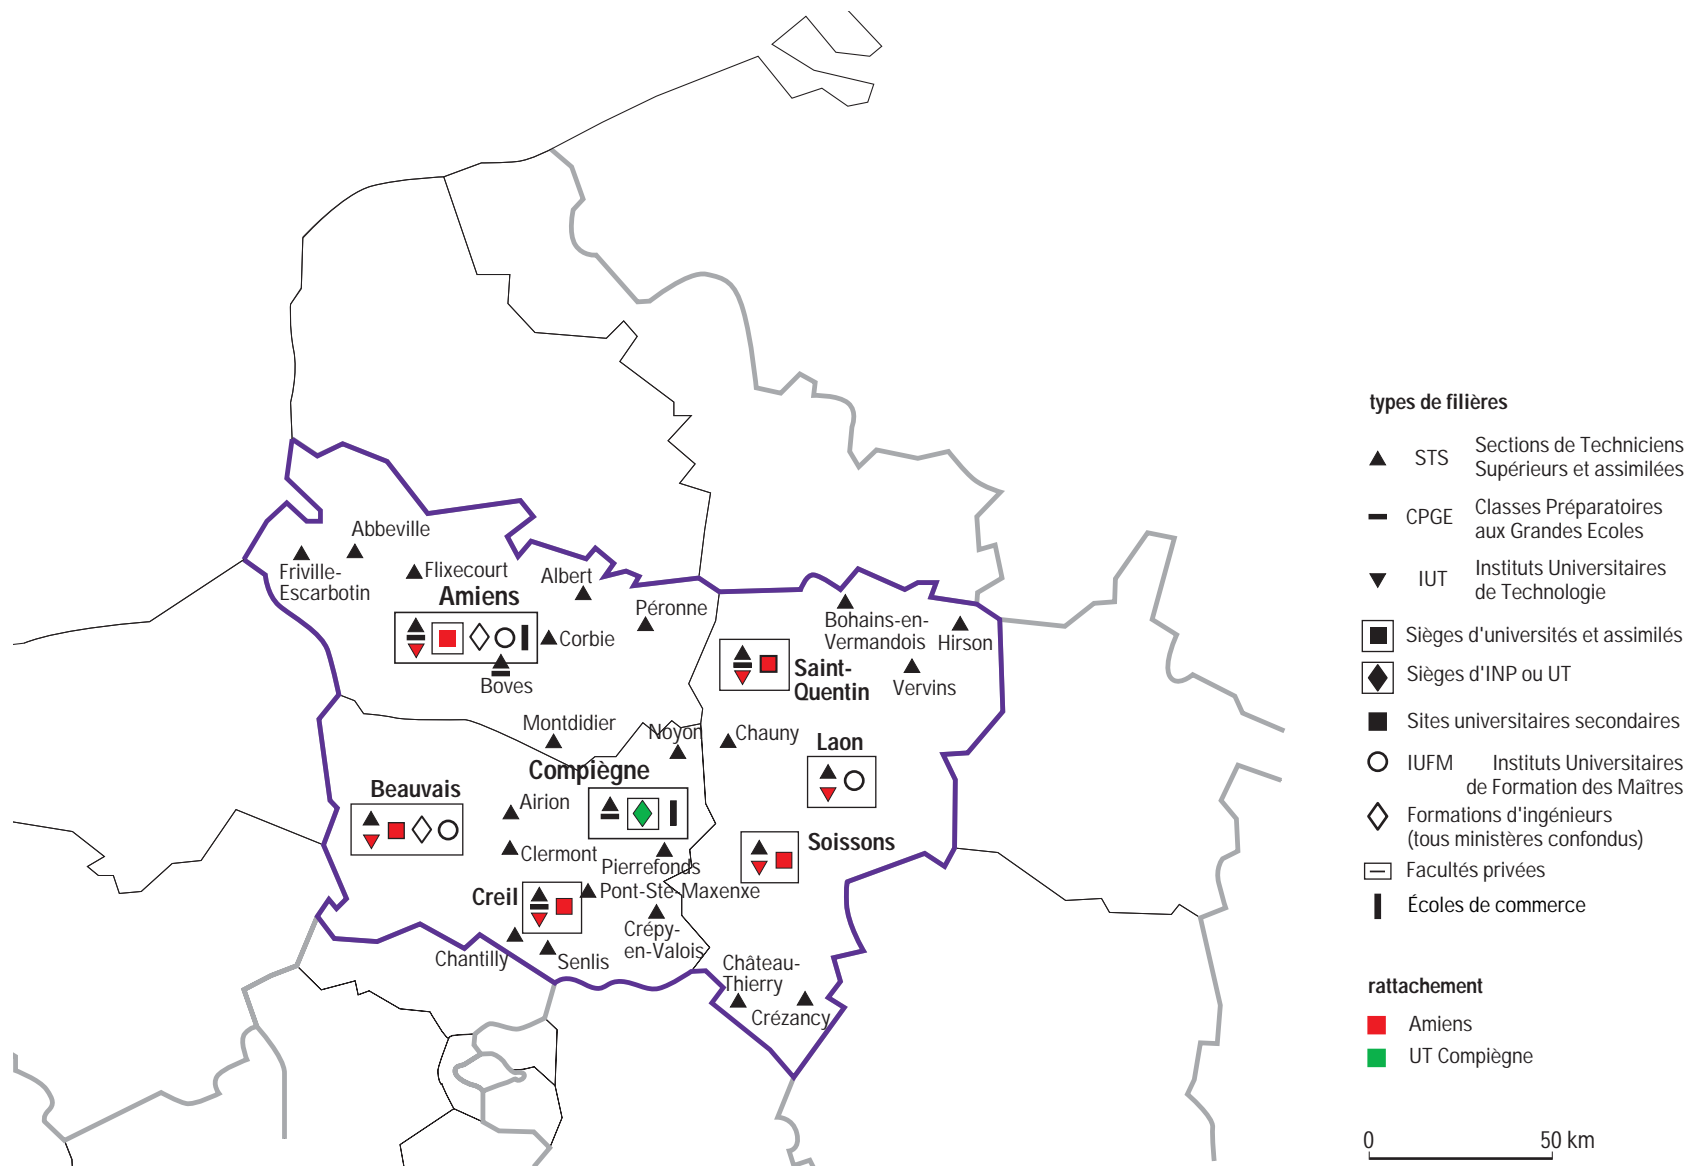 Abbeville
Friville-
Escarbotin
Flixecourt
Albert
Amiens
Péronne
Corbie
Boves
Bohains-en-
Vermandois
Hirson
Saint-
Quentin
Vervins
Montdidier
Noyon
Chauny
Laon
Compiègne
Beauvais
Airion
Clermont
Pierrefonds
Soissons
Creil
Pont-Ste-Maxenxe
Crépy-
en-Valois
Chantilly
Senlis
Château-
Thierry
Crézancy
types de filières
STS Sections de Techniciens
Supérieurs et assimilées
CPGE Classes Préparatoires
aux Grandes Ecoles
IUT Instituts Universitaires
de Technologie
Sièges d'universités et assimilés
Sièges d'INP ou UT
Sites universitaires secondaires
IUFM Instituts Universitaires
de Formation des Maîtres
Formations d'ingénieurs
(tous ministères confondus)
Facultés privées
Écoles de commerce
rattachement
Amiens
UT Compiègne
0 50 km